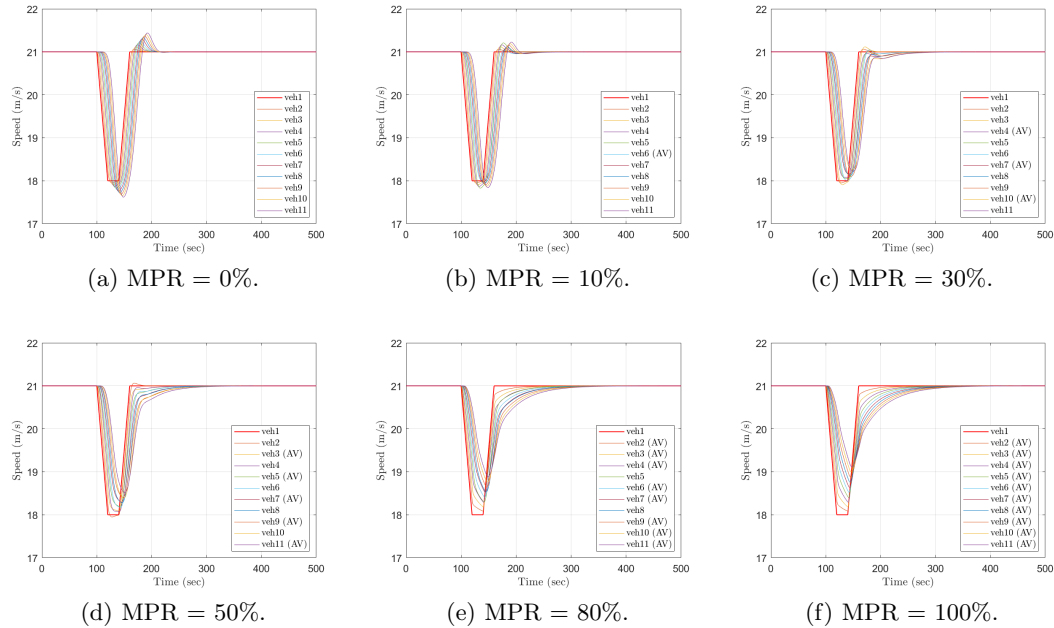 22
21
20
19
18
17
Speed (m/s)
0
100
200
300
400
500
Time (sec)
veh1
veh2
veh3
veh4
veh5
veh6
veh7
veh8
veh9
veh10
veh11
(a) MPR = 0%.
22
21
20
19
18
17
Speed (m/s)
0
100
200
300
400
500
Time (sec)
veh1
veh2
veh3
veh4
veh5
veh6 (AV)
veh7
veh8
veh9
veh10
veh11
(b) MPR = 10%.
22
21
20
19
18
17
Speed (m/s)
0
100
200
300
400
500
Time (sec)
veh1
veh2
veh3
veh4 (AV)
veh5
veh6
veh7 (AV)
veh8
veh9
veh10 (AV)
veh11
(c) MPR = 30%.
22
21
20
19
18
17
Speed (m/s)
0
100
200
300
400
500
Time (sec)
veh1
veh2
veh3 (AV)
veh4
veh5 (AV)
veh6
veh7 (AV)
veh8
veh9 (AV)
veh10
veh11 (AV)
(d) MPR = 50%.
22
21
20
19
18
17
Speed (m/s)
0
100
200
300
400
500
Time (sec)
veh1
veh2 (AV)
veh3 (AV)
veh4 (AV)
veh5
veh6 (AV)
veh7 (AV)
veh8
veh9 (AV)
veh10 (AV)
veh11 (AV)
(e) MPR = 80%.
22
21
20
19
18
17
Speed (m/s)
0
100
200
300
400
500
Time (sec)
veh1
veh2 (AV)
veh3 (AV)
veh4 (AV)
veh5 (AV)
veh6 (AV)
veh7 (AV)
veh8 (AV)
veh9 (AV)
veh10 (AV)
veh11 (AV)
(f) MPR = 100%.